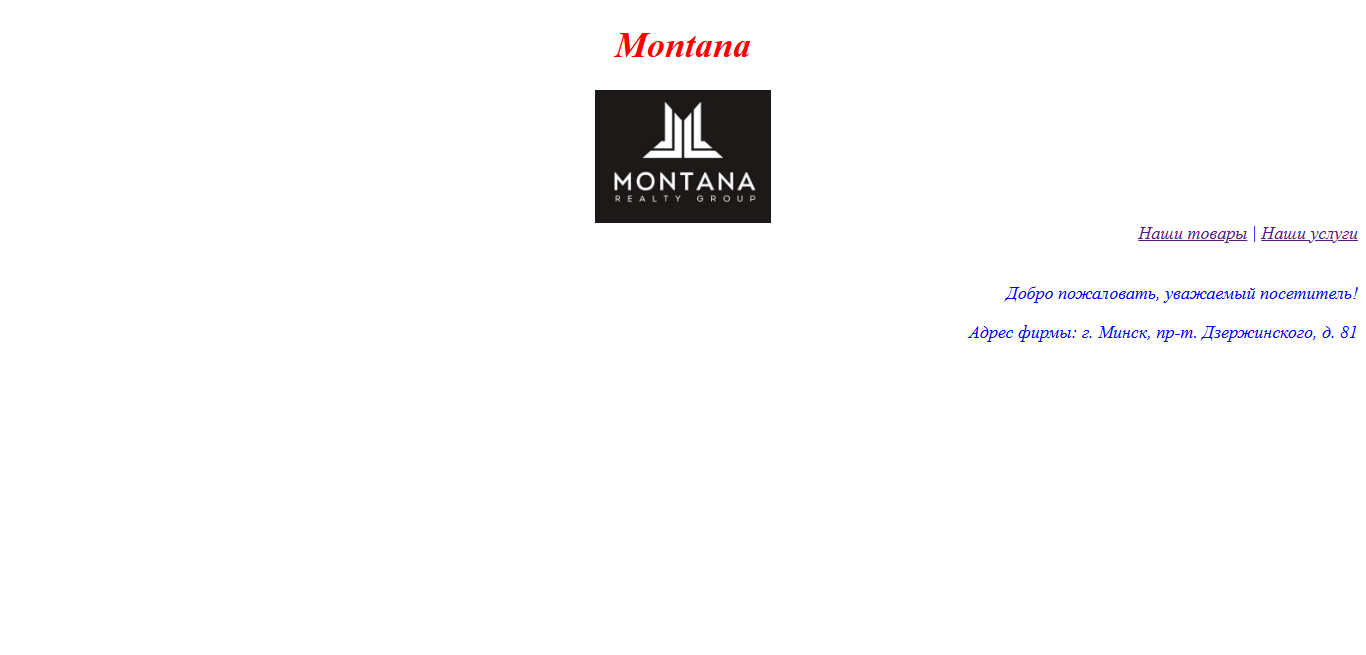 Montana
MONTANA
REALTY GROUP
Наши товары | Наши услуги
Добро пожаловать, уважаемый посетитель!
Адрес фирмы: г. Минск, пр-т. Дзержинского, д. 81